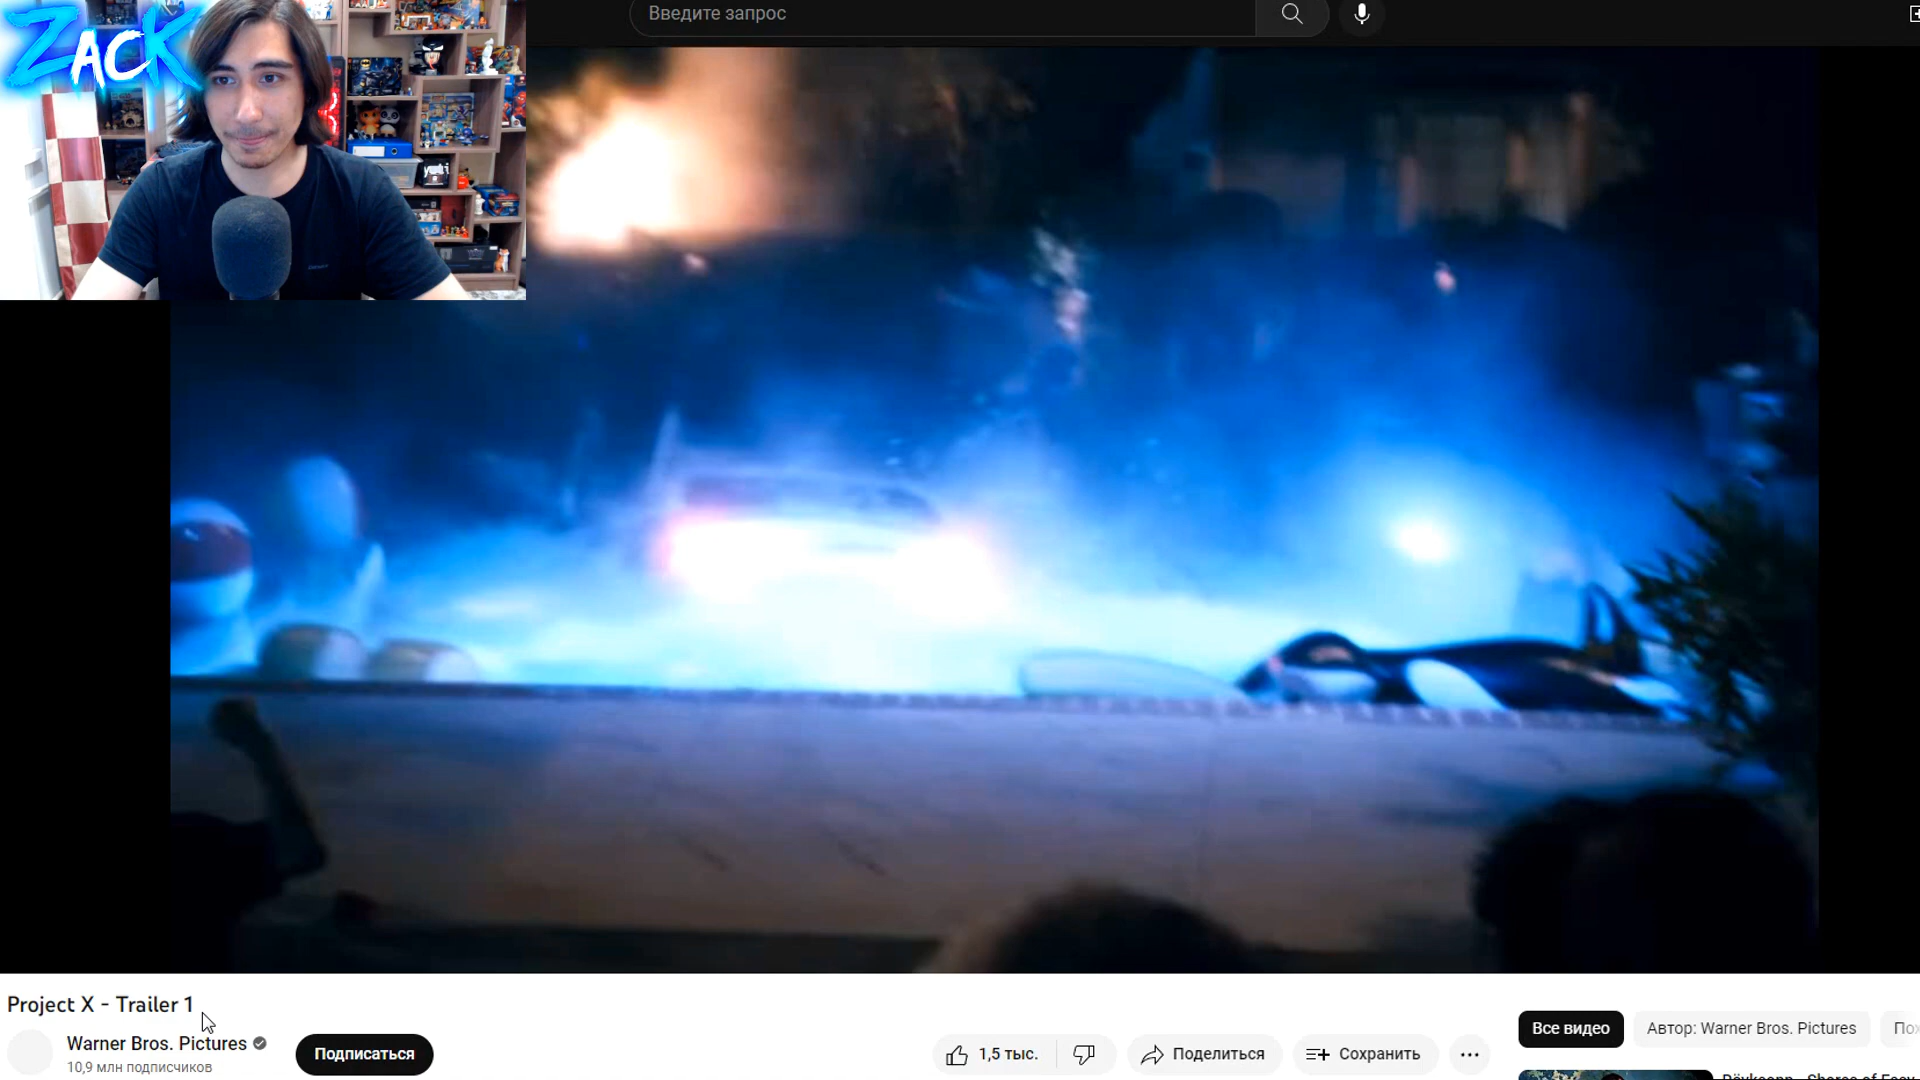 ZACK
Введите запрос
Project X - Trailer 1
Warner Bros. Pictures
10,9 млн подписчиков
Подписаться
1,5 тыс.
Поделиться
Сохранить
Все видео
Автор: Warner Bros. Pictures